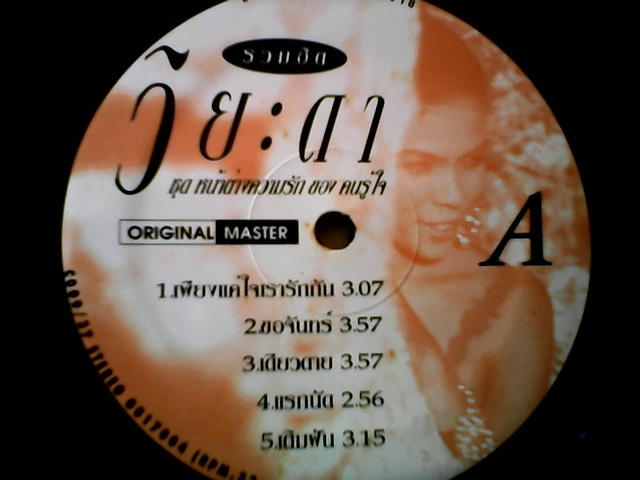 รวมฮิต
วิยะดา
ชุด หน้าต่างความรัก ของ คนรู้ใจ
ORIGINAL MASTER
A
1.เพียงแค่ใจเรารักกัน 3.07
2.ขอจันทร์ 3.57
3.เดียวดาย 3.57
4.แรกนัด 2.56
5.เติมฝัน 3.15
STEREO 0017004